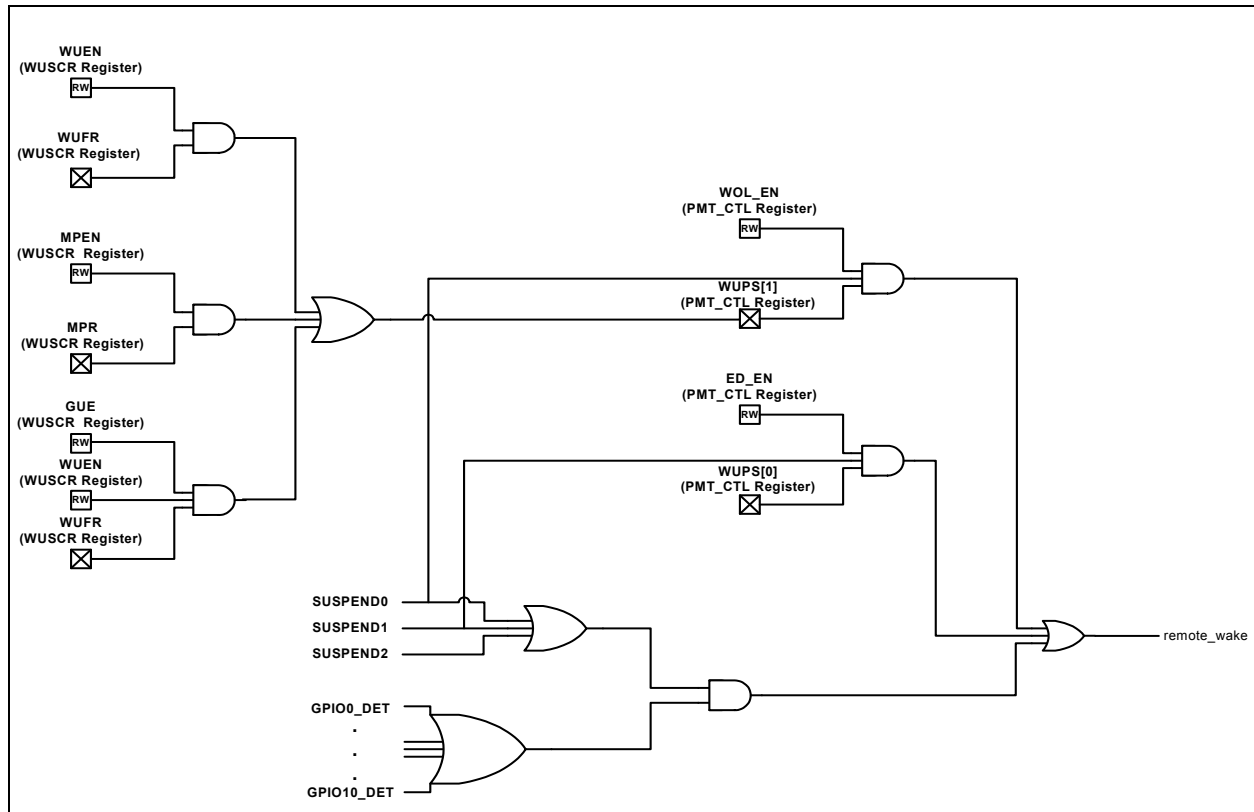 WUEN
(WUSCR Register)
RW
WUFR
(WUSCR Register)
MPEN
(WUSCR  Register)
RW
MPR
(WUSCR Register)
GUE
(WUSCR  Register)
RW
WUEN
(WUSCR Register)
RW
WUFR
(WUSCR Register)
WOL_EN
(PMT_CTL Register)
RW
WUPS[1]
(PMT_CTL Register)
ED_EN
(PMT_CTL Register)
RW
WUPS[0]
(PMT_CTL Register)
SUSPEND0
SUSPEND1
SUSPEND2
GPIO0_DET
.
.
.
GPIO10_DET
remote_wake